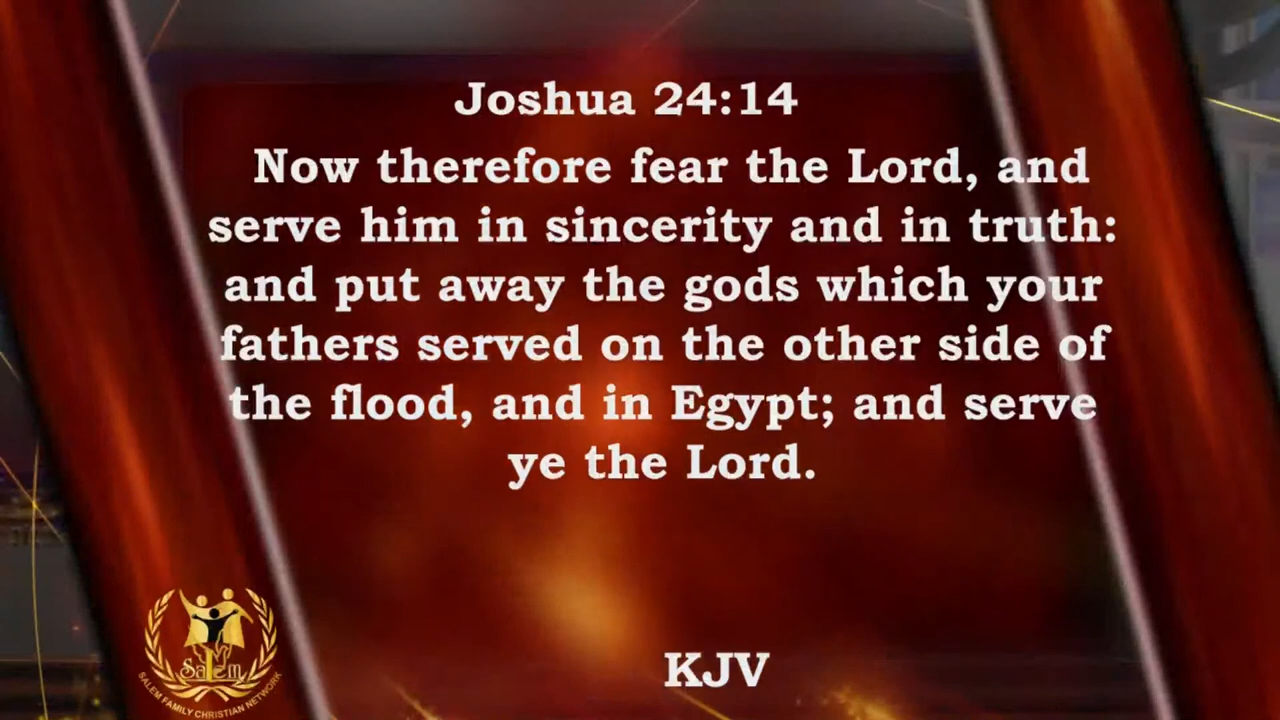 Joshua 24:14
Now therefore fear the Lord, and
serve him in sincerity and in truth:
and put away the gods which your
fathers served on the other side of
the flood, and in Egypt; and serve
ye the Lord.
KJV
Salem
SALEM FAMILY CHRISTIAN NETWORK